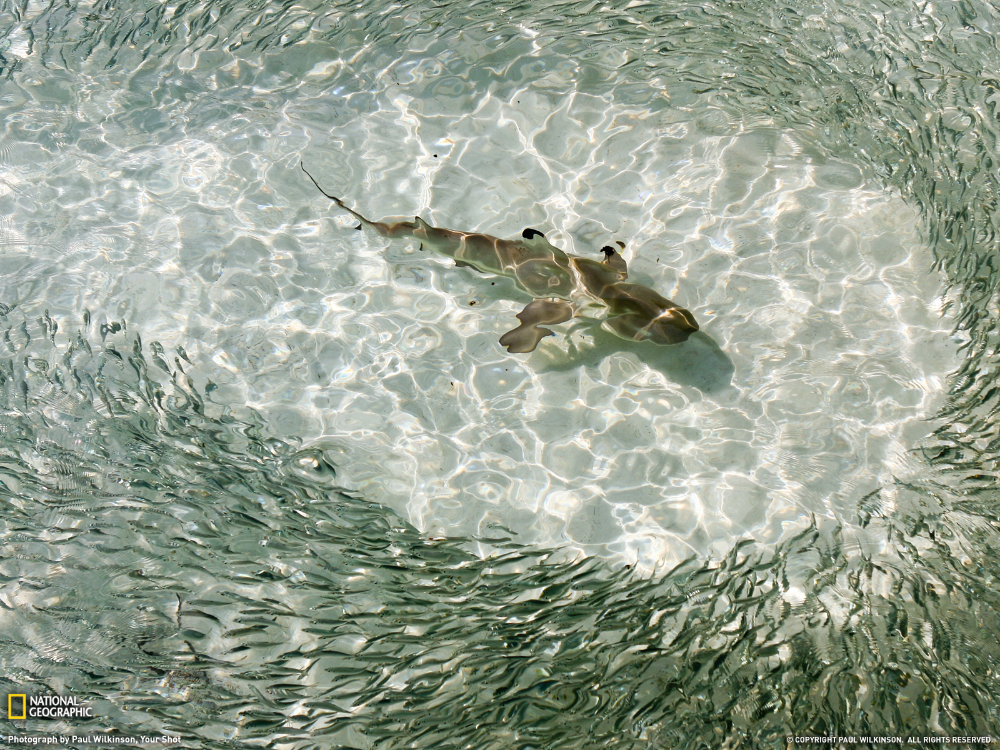 NATIONAL
GEOGRAPHIC
Photograph by Paul Wilkinson, Your Shot
© COPYRIGHT PAUL WILKINSON. ALL RIGHTS RESERVED.